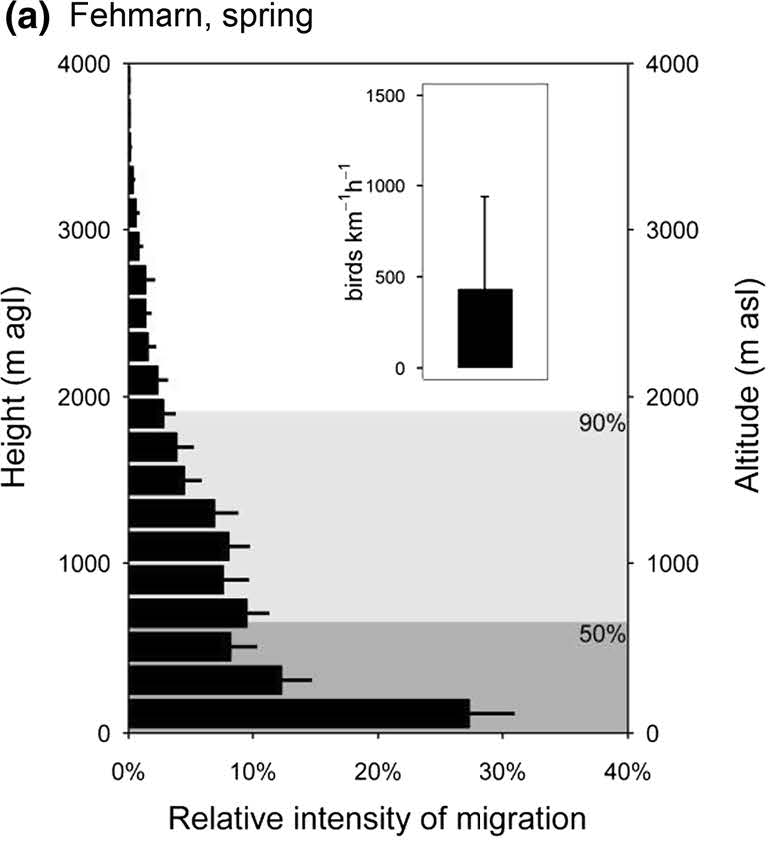 (a) Fehmarn, spring
4000
3000
2000
1000
0
Height (m agl)
1500
1000
500
0
birds km⁻¹h⁻¹
90%
50%
4000
3000
2000
1000
0
Altitude (m asl)
0% 10% 20% 30% 40%
Relative intensity of migration